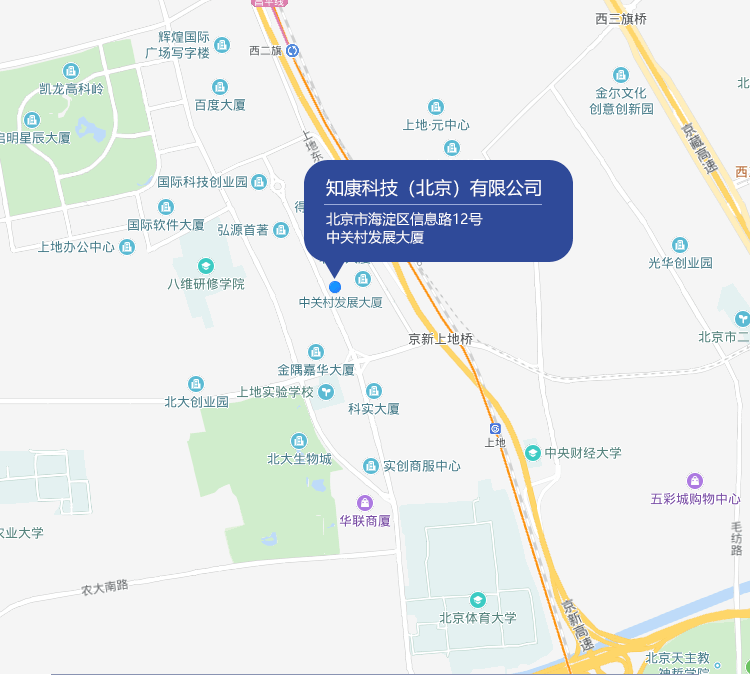 昌平线
西三旗桥
辉煌国际
广场写字楼
西二旗
凯龙高科岭
金尔文化
创意创新园
百度大厦
上地·元中心
启明星辰大厦
上地东
京藏高速
国际科技创业园
知康科技（北京）有限公司
北京市海淀区信息路12号
中关村发展大厦
国际软件大厦
弘源首著
上地办公中心
光华创业园
八维研修学院
中关村发展大厦
京新上地桥
北京市二
金隅嘉华大厦
上地实验学校
北大创业园
科实大厦
上地
北大生物城
实创商服中心
中央财经大学
五彩城购物中心
华联商厦
农业大学
毛纺路
农大南路
北京体育大学
京新高速
北京天主教
神哲学院